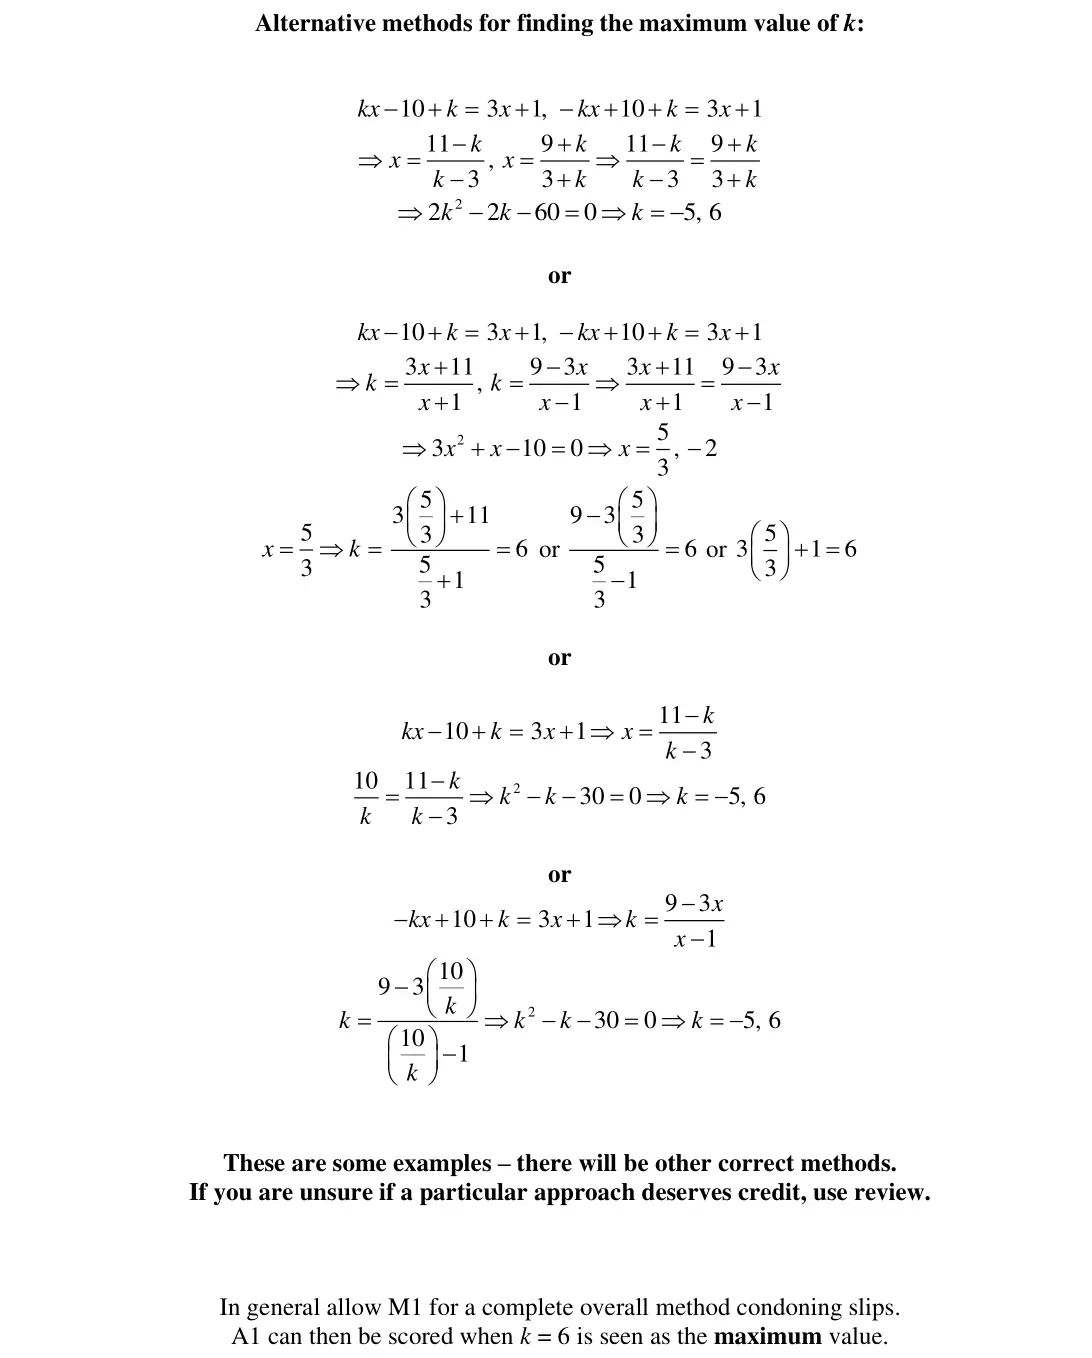 Alternative methods for finding the maximum value of k:
kx − 10 + k = 3x + 1, − kx + 10 + k = 3x + 1
⇒ x = (11 − k)/(k − 3), x = (9 + k)/(3 + k) ⇒ (11 − k)/(k − 3) = (9 + k)/(3 + k)
⇒ 2k² − 2k − 60 = 0 ⇒ k = −5, 6
or
kx − 10 + k = 3x + 1, − kx + 10 + k = 3x + 1
⇒ k = (3x + 11)/(x + 1), k = (9 − 3x)/(x − 1) ⇒ (3x + 11)/(x + 1) = (9 − 3x)/(x − 1)
⇒ 3x² + x − 10 = 0 ⇒ x = 5/3, − 2
x = 5/3 ⇒ k = (3(5/3) + 11)/(5/3 + 1) = 6 or (9 − 3(5/3))/(5/3 − 1) = 6 or 3(5/3) + 1 = 6
or
kx − 10 + k = 3x + 1 ⇒ x = (11 − k)/(k − 3)
10/k = (11 − k)/(k − 3) ⇒ k² − k − 30 = 0 ⇒ k = −5, 6
or
−kx + 10 + k = 3x + 1 ⇒ k = (9 − 3x)/(x − 1)
k = (9 − 3(10/k))/((10/k) − 1) ⇒ k² − k − 30 = 0 ⇒ k = −5, 6
These are some examples – there will be other correct methods.
If you are unsure if a particular approach deserves credit, use review.
In general allow M1 for a complete overall method condoning slips.
A1 can then be scored when k = 6 is seen as the maximum value.